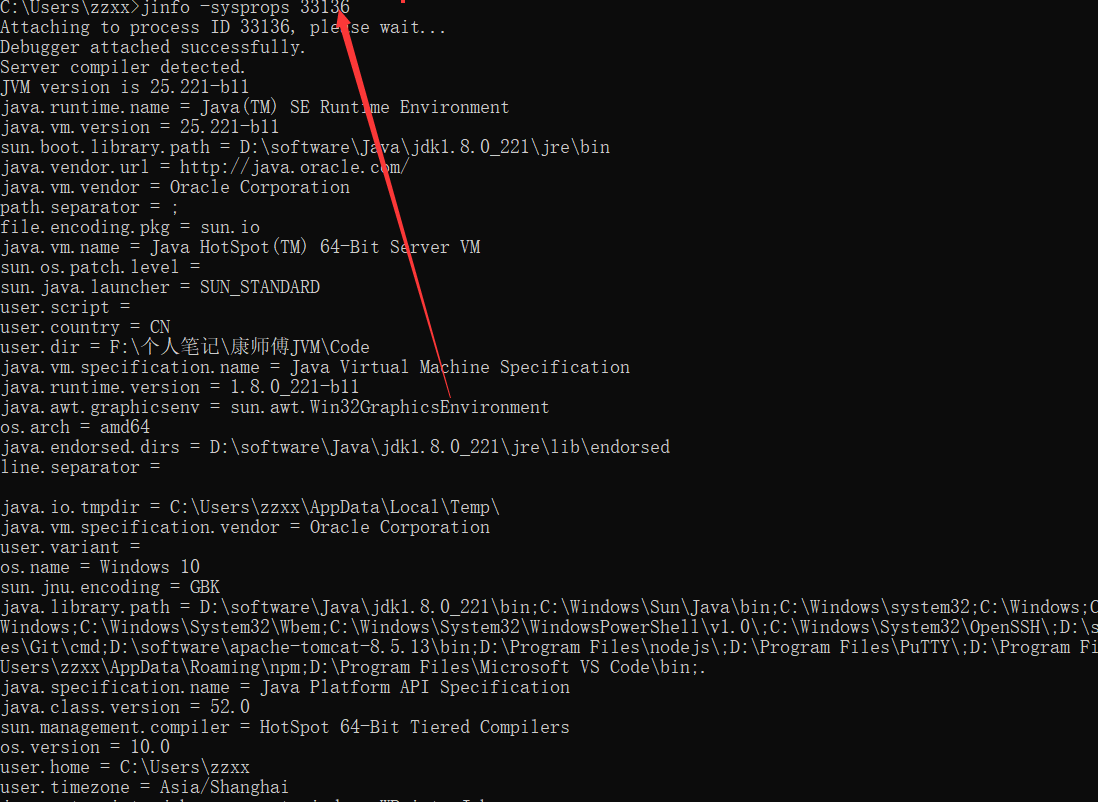 C:\Users\zzxx>jinfo -sysprops 33136
Attaching to process ID 33136, please wait...
Debugger attached successfully.
Server compiler detected.
JVM version is 25.221-b11
java.runtime.name = Java(TM) SE Runtime Environment
java.vm.version = 25.221-b11
sun.boot.library.path = D:\software\Java\jdk1.8.0_221\jre\bin
java.vendor.url = http://java.oracle.com/
java.vm.vendor = Oracle Corporation
path.separator = ;
file.encoding.pkg = sun.io
java.vm.name = Java HotSpot(TM) 64-Bit Server VM
sun.os.patch.level =
sun.java.launcher = SUN_STANDARD
user.script =
user.country = CN
user.dir = F:\个人笔记\康师傅JVM\Code
java.vm.specification.name = Java Virtual Machine Specification
java.runtime.version = 1.8.0_221-b11
java.awt.graphicsenv = sun.awt.Win32GraphicsEnvironment
os.arch = amd64
java.endorsed.dirs = D:\software\Java\jdk1.8.0_221\jre\lib\endorsed
line.separator =
java.io.tmpdir = C:\Users\zzxx\AppData\Local\Temp\
java.vm.specification.vendor = Oracle Corporation
user.variant =
os.name = Windows 10
sun.jnu.encoding = GBK
java.library.path = D:\software\Java\jdk1.8.0_221\bin;C:\Windows\Sun\Java\bin;C:\Windows\system32;C:\Windows;C
Windows;C:\Windows\System32\Wbem;C:\Windows\System32\WindowsPowerShell\v1.0\;C:\Windows\System32\OpenSSH\;D:\s
es\Git\cmd;D:\software\apache-tomcat-8.5.13\bin;D:\Program Files\nodejs\;D:\Program Files\PuTTY\;D:\Program Fi
Users\zzxx\AppData\Roaming\npm;D:\Program Files\Microsoft VS Code\bin;.
java.specification.name = Java Platform API Specification
java.class.version = 52.0
sun.management.compiler = HotSpot 64-Bit Tiered Compilers
os.version = 10.0
user.home = C:\Users\zzxx
user.timezone = Asia/Shanghai